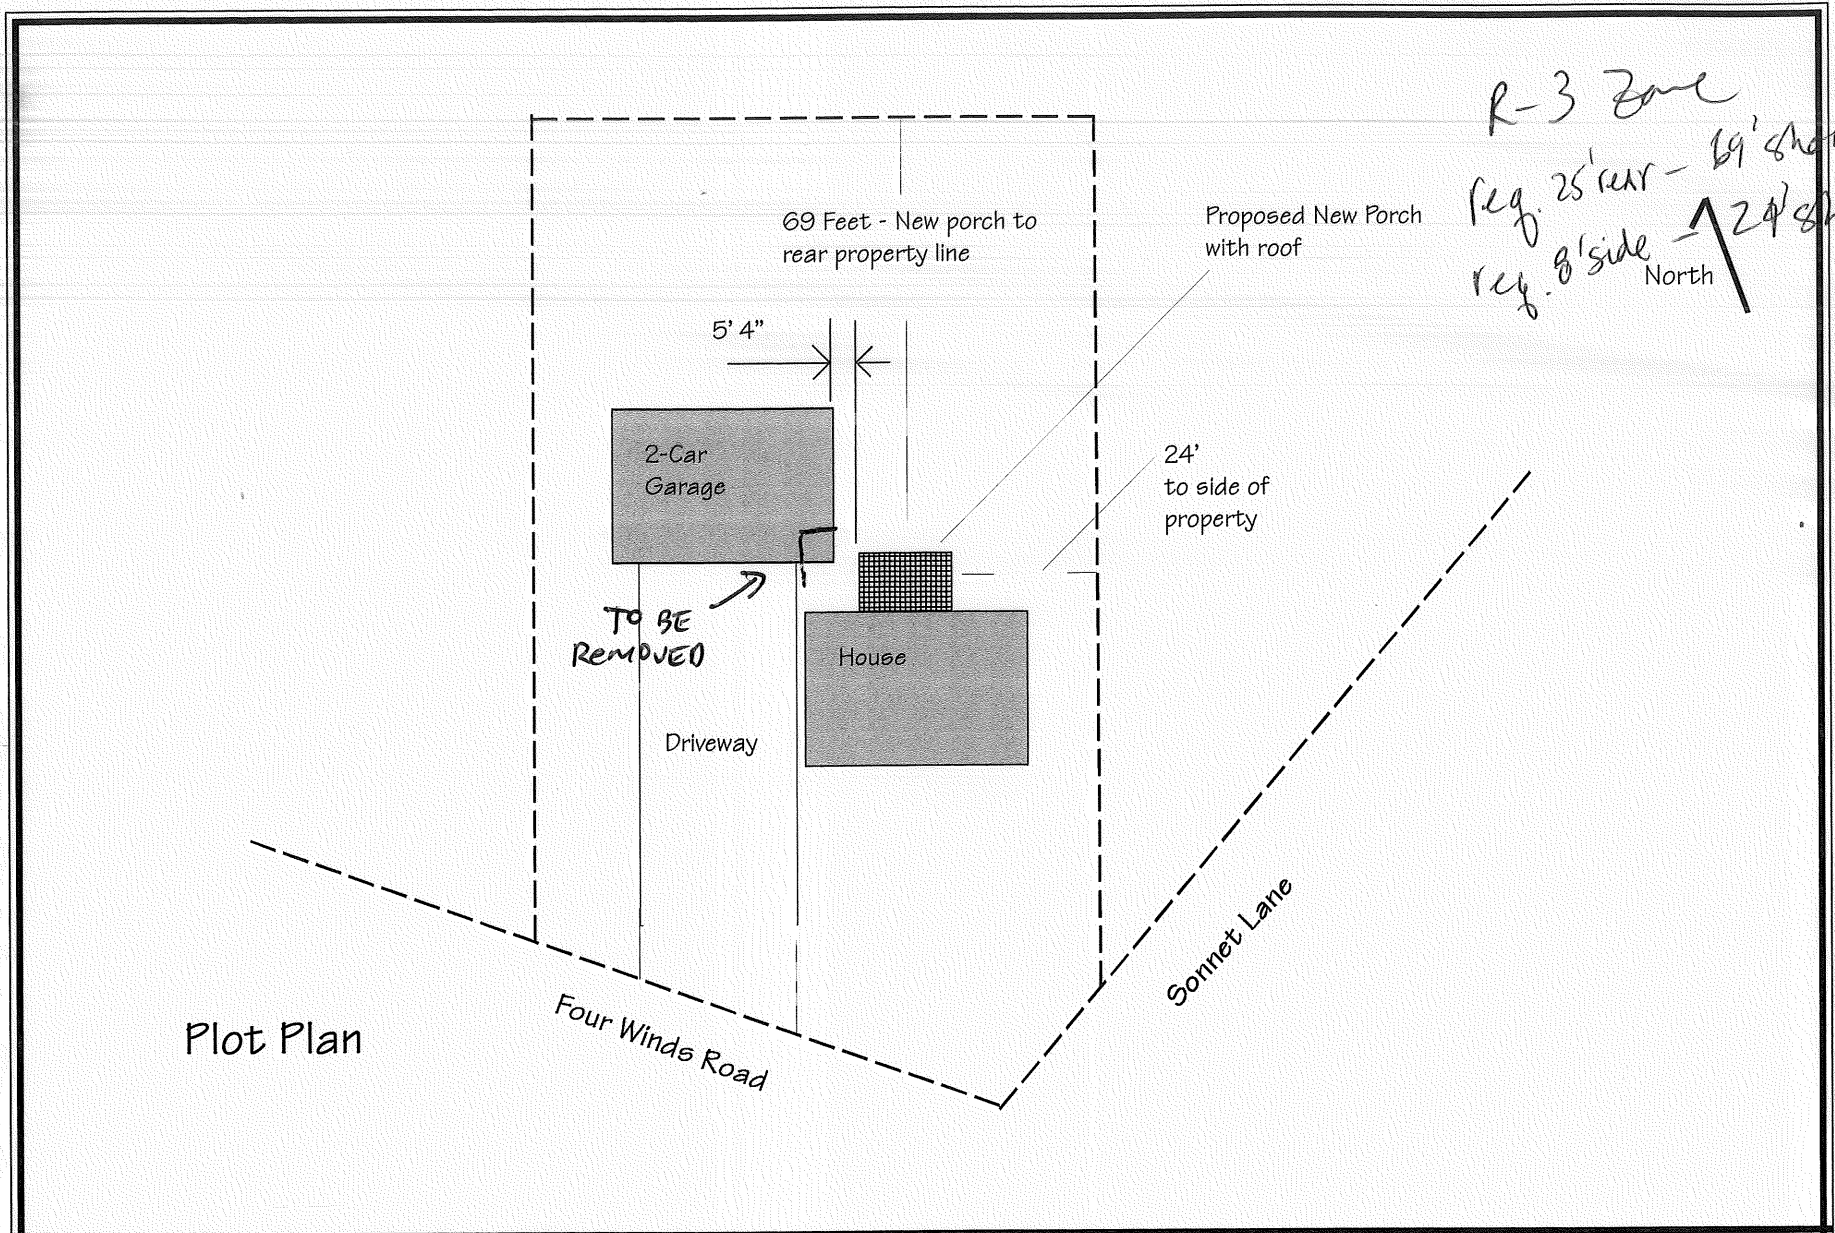 R-3 Zone
req. 25' rear - 69'
req. 8' side - 24'
North
69 Feet - New porch to
rear property line
Proposed New Porch
with roof
5' 4"
2-Car
Garage
24'
to side of
property
TO BE
REMOVED
House
Driveway
Sonnet Lane
Four Winds Road
Plot Plan